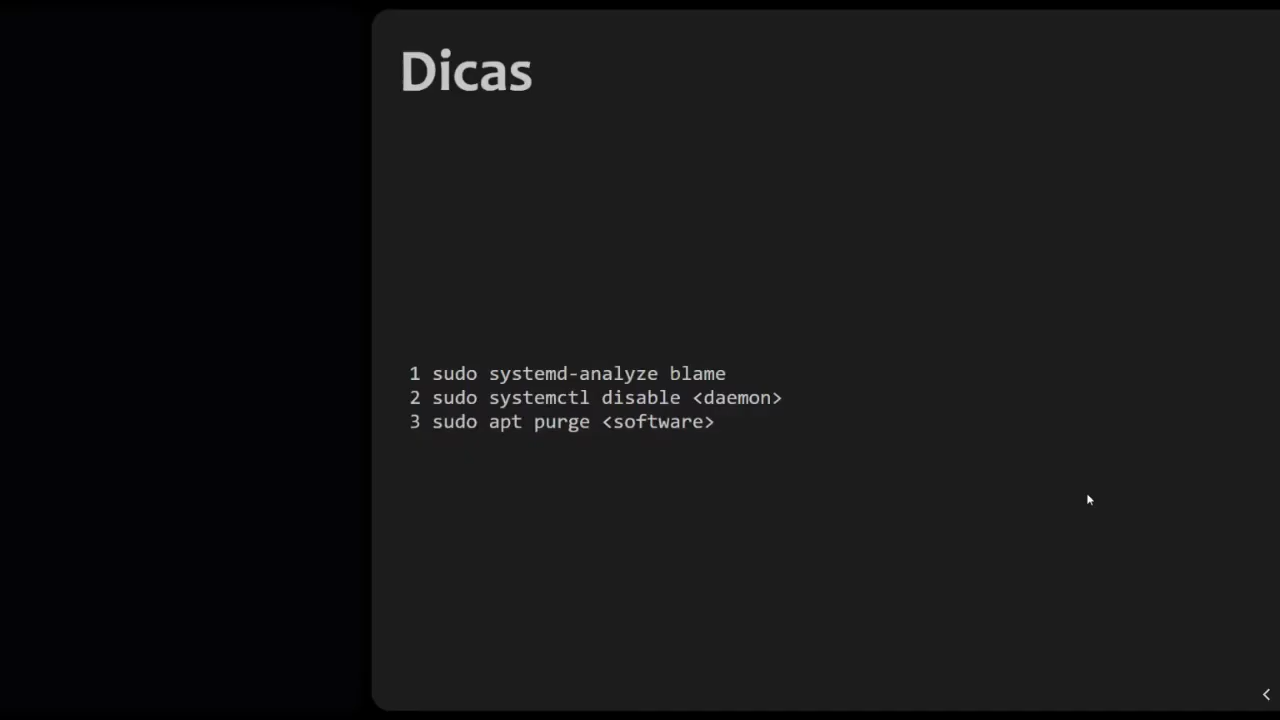 Dicas
1 sudo systemd-analyze blame
2 sudo systemctl disable <daemon>
3 sudo apt purge <software>